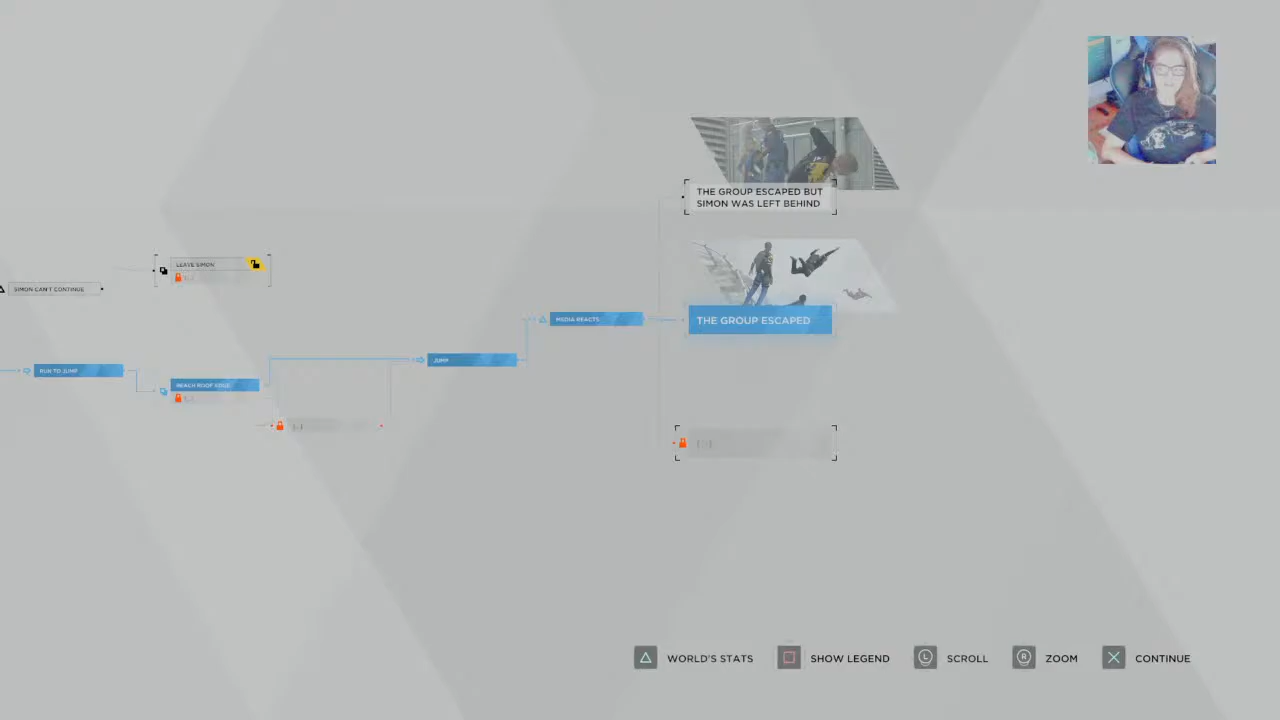 THE GROUP ESCAPED BUT
SIMON WAS LEFT BEHIND
LEAVE SIMON
SIMON CAN'T CONTINUE
THE GROUP ESCAPED
MEDIA REACTS
JUMP
RUN TO JUMP
REACH ROOF EDGE
WORLD'S STATS
SHOW LEGEND
L
SCROLL
R
ZOOM
CONTINUE